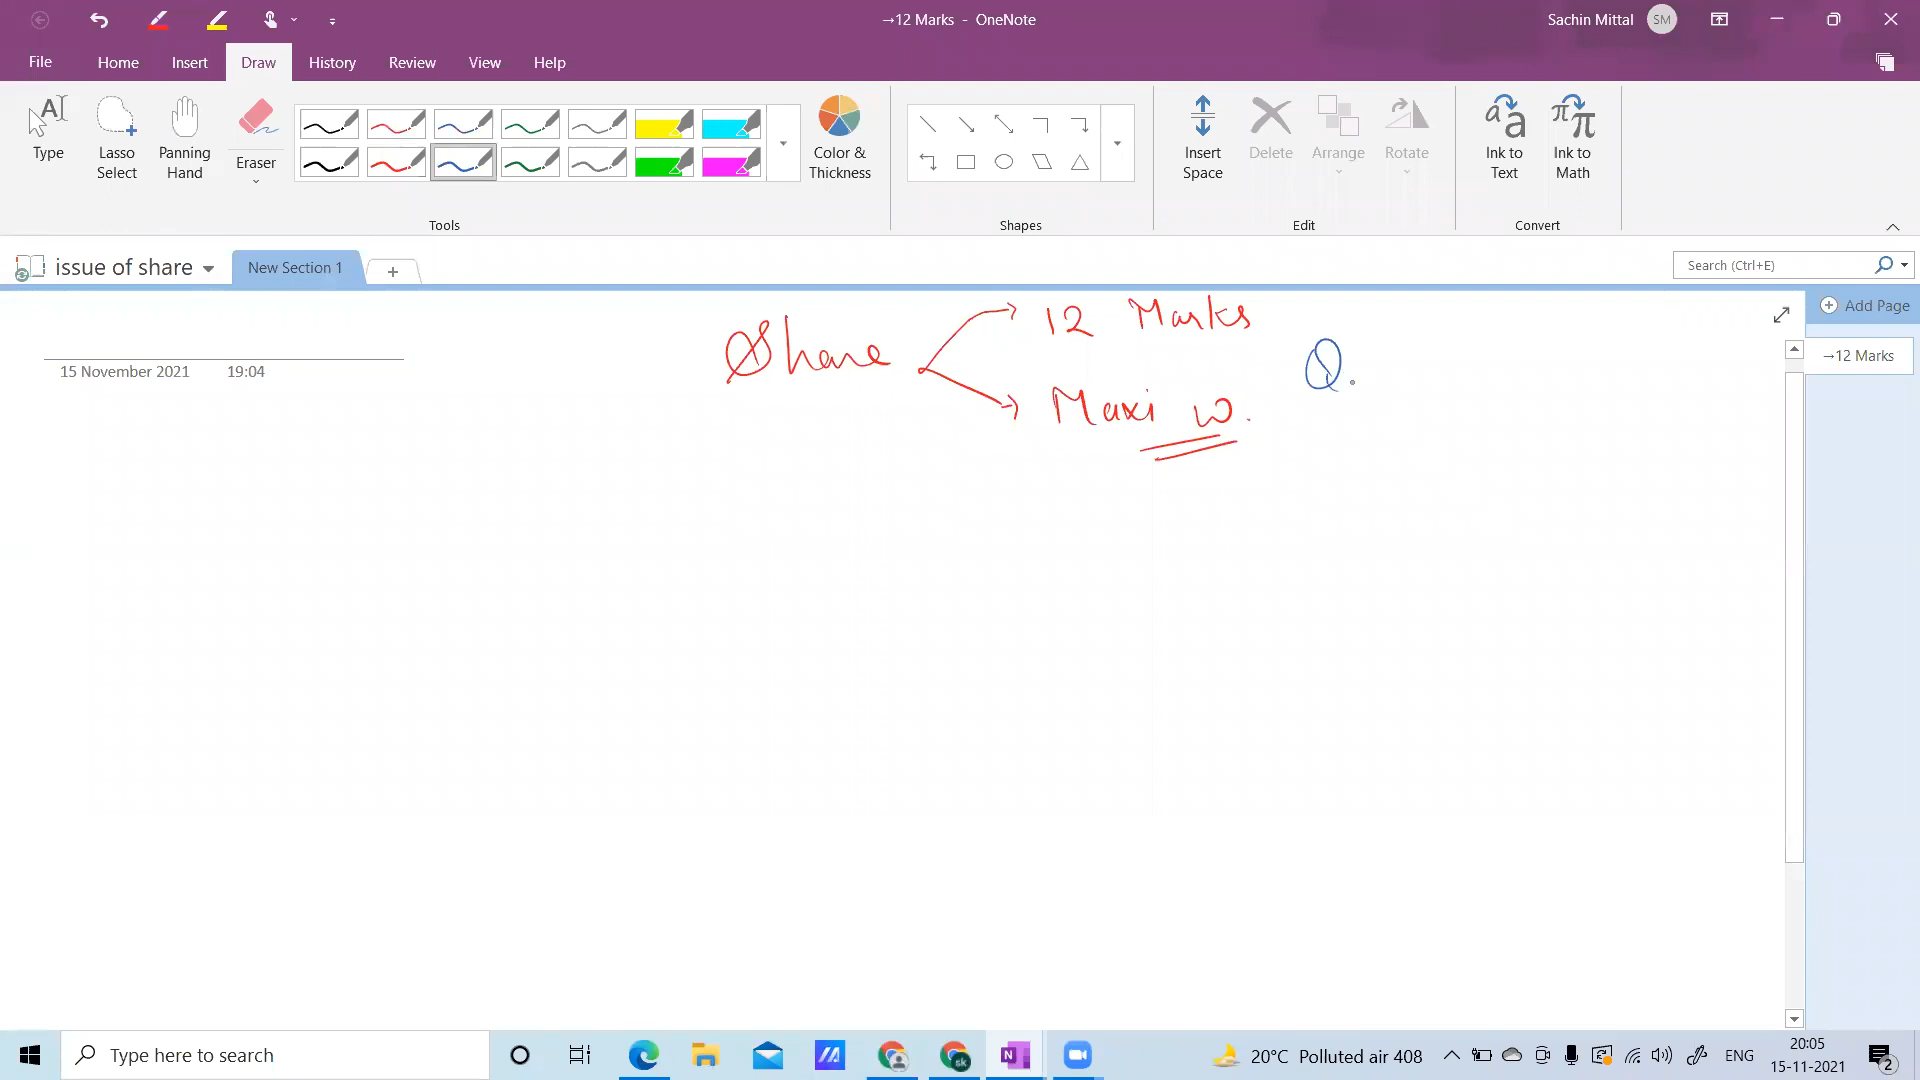 →12 Marks - OneNote
Sachin Mittal SM
File Home Insert Draw History Review View Help
Type
Lasso Select
Panning Hand
Eraser
Color & Thickness
Insert Space
Delete
Arrange
Rotate
Ink to Text
Ink to Math
Tools Shapes Edit Convert
issue of share New Section 1 + Search (Ctrl+E)
Add Page
→12 Marks
15 November 2021 19:04
Share
12 Marks
Maxi w.
Q.
Type here to search
20°C Polluted air 408 ENG
20:05
15-11-2021
2